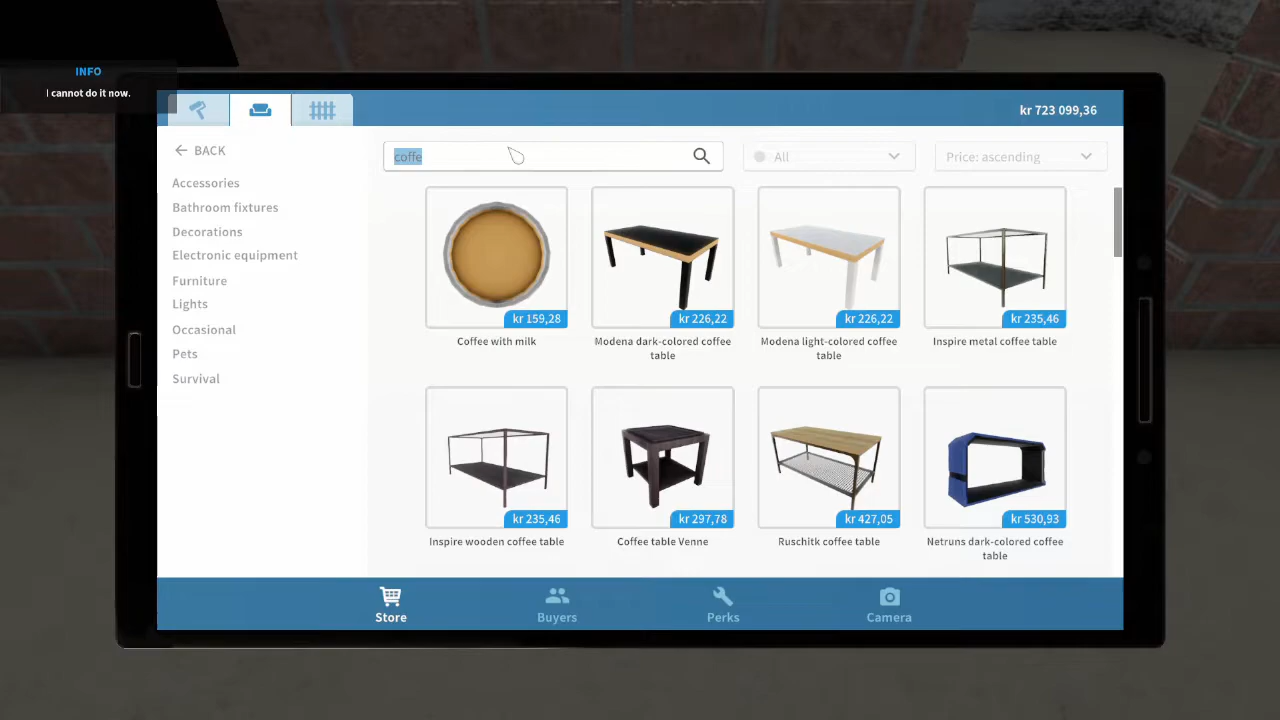 INFO
I cannot do it now.
kr 723 099,36
BACK
coffe
All
Price: ascending
Accessories
Bathroom fixtures
Decorations
Electronic equipment
Furniture
Lights
Occasional
Pets
Survival
kr 159,28
kr 226,22
kr 226,22
kr 235,46
Coffee with milk
Modena dark-colored coffee
table
Modena light-colored coffee
table
Inspire metal coffee table
kr 235,46
kr 297,78
kr 427,05
kr 530,93
Inspire wooden coffee table
Coffee table Venne
Ruschitk coffee table
Netruns dark-colored coffee
table
Store
Buyers
Perks
Camera